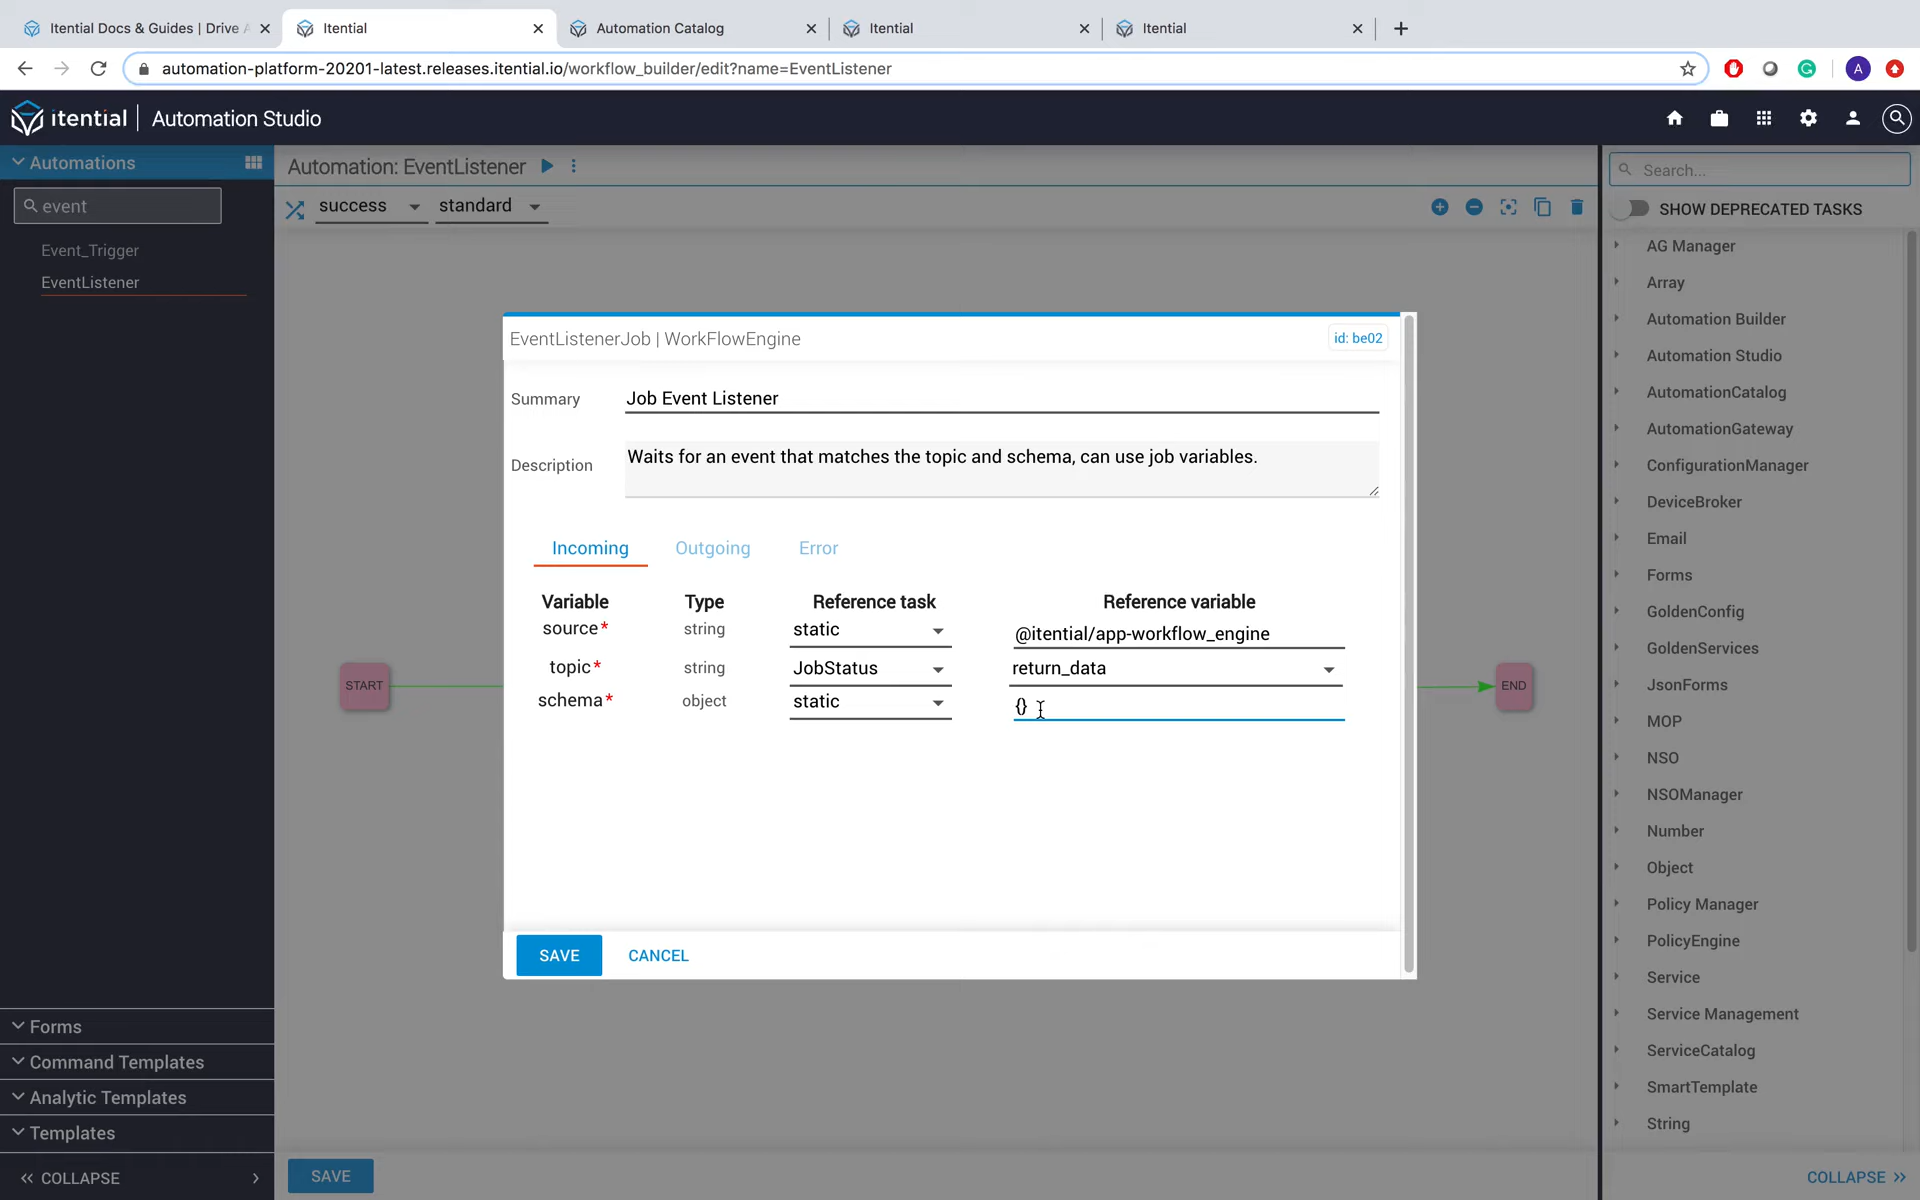 Itential Docs & Guides | Drive A
Itential
Automation Catalog
Itential
Itential
automation-platform-20201-latest.releases.itential.io/workflow_builder/edit?name=EventListener
A
itential | Automation Studio
Automations
event
Event_Trigger
EventListener
Forms
Command Templates
Analytic Templates
Templates
COLLAPSE
Automation: EventListener
success
standard
START
END
SAVE
EventListenerJob | WorkFlowEngine
id: be02
Summary
Job Event Listener
Description
Waits for an event that matches the topic and schema, can use job variables.
Incoming Outgoing Error
Variable Type Reference task Reference variable
source* string static @itential/app-workflow_engine
topic* string JobStatus return_data
schema* object static {}
SAVE CANCEL
Search...
SHOW DEPRECATED TASKS
AG Manager
Array
Automation Builder
Automation Studio
AutomationCatalog
AutomationGateway
ConfigurationManager
DeviceBroker
Email
Forms
GoldenConfig
GoldenServices
JsonForms
MOP
NSO
NSOManager
Number
Object
Policy Manager
PolicyEngine
Service
Service Management
ServiceCatalog
SmartTemplate
String
COLLAPSE